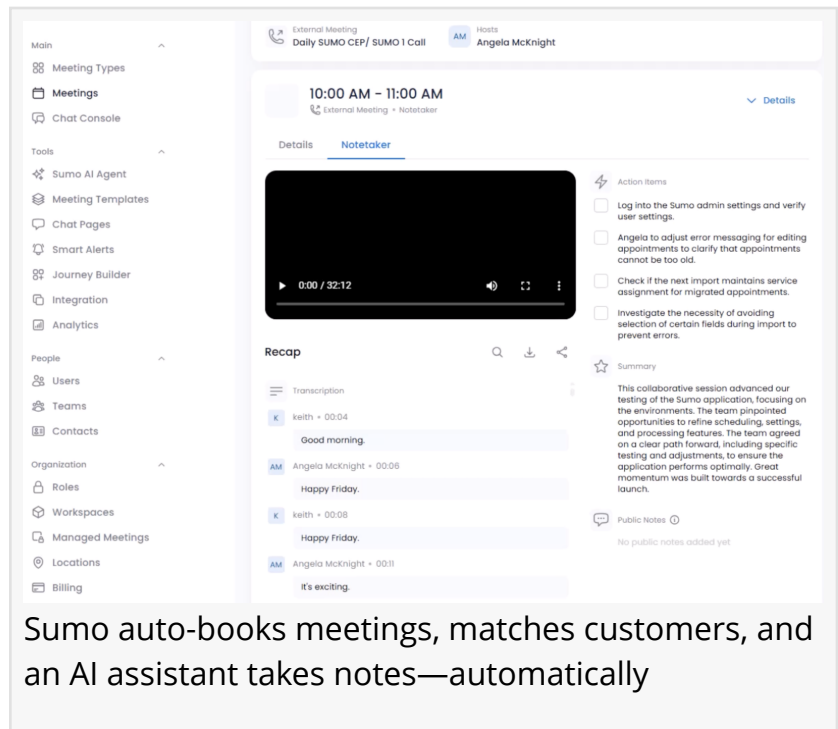 Main
Meeting Types
Meetings
Chat Console
Tools
Sumo AI Agent
Meeting Templates
Chat Pages
Smart Alerts
Journey Builder
Integration
Analytics
People
Users
Teams
Contacts
Organization
Roles
Workspaces
Managed Meetings
Locations
Billing
External Meeting
Daily SUMO CEP/ SUMO 1 Call
AM
Hosts
Angela McKnight
10:00 AM - 11:00 AM
External Meeting • Notetaker
Details
Details
Notetaker
0:00 / 32:12
Recap
Transcription
K
keith • 00:04
Good morning.
AM
Angela McKnight • 00:06
Happy Friday.
K
keith • 00:08
Happy Friday.
AM
Angela McKnight • 00:11
It's exciting.
Action Items
Log into the Sumo admin settings and verify
user settings.
Angela to adjust error messaging for editing
appointments to clarify that appointments
cannot be too old.
Check if the next import maintains service
assignment for migrated appointments.
Investigate the necessity of avoiding
selection of certain fields during import to
prevent errors.
Summary
This collaborative session advanced our
testing of the Sumo application, focusing on
the environments. The team pinpointed
opportunities to refine scheduling, settings,
and processing features. The team agreed
on a clear path forward, including specific
testing and adjustments, to ensure the
application performs optimally. Great
momentum was built towards a successful
launch.
Public Notes
No public notes added yet
Sumo auto-books meetings, matches customers, and
an AI assistant takes notes—automatically